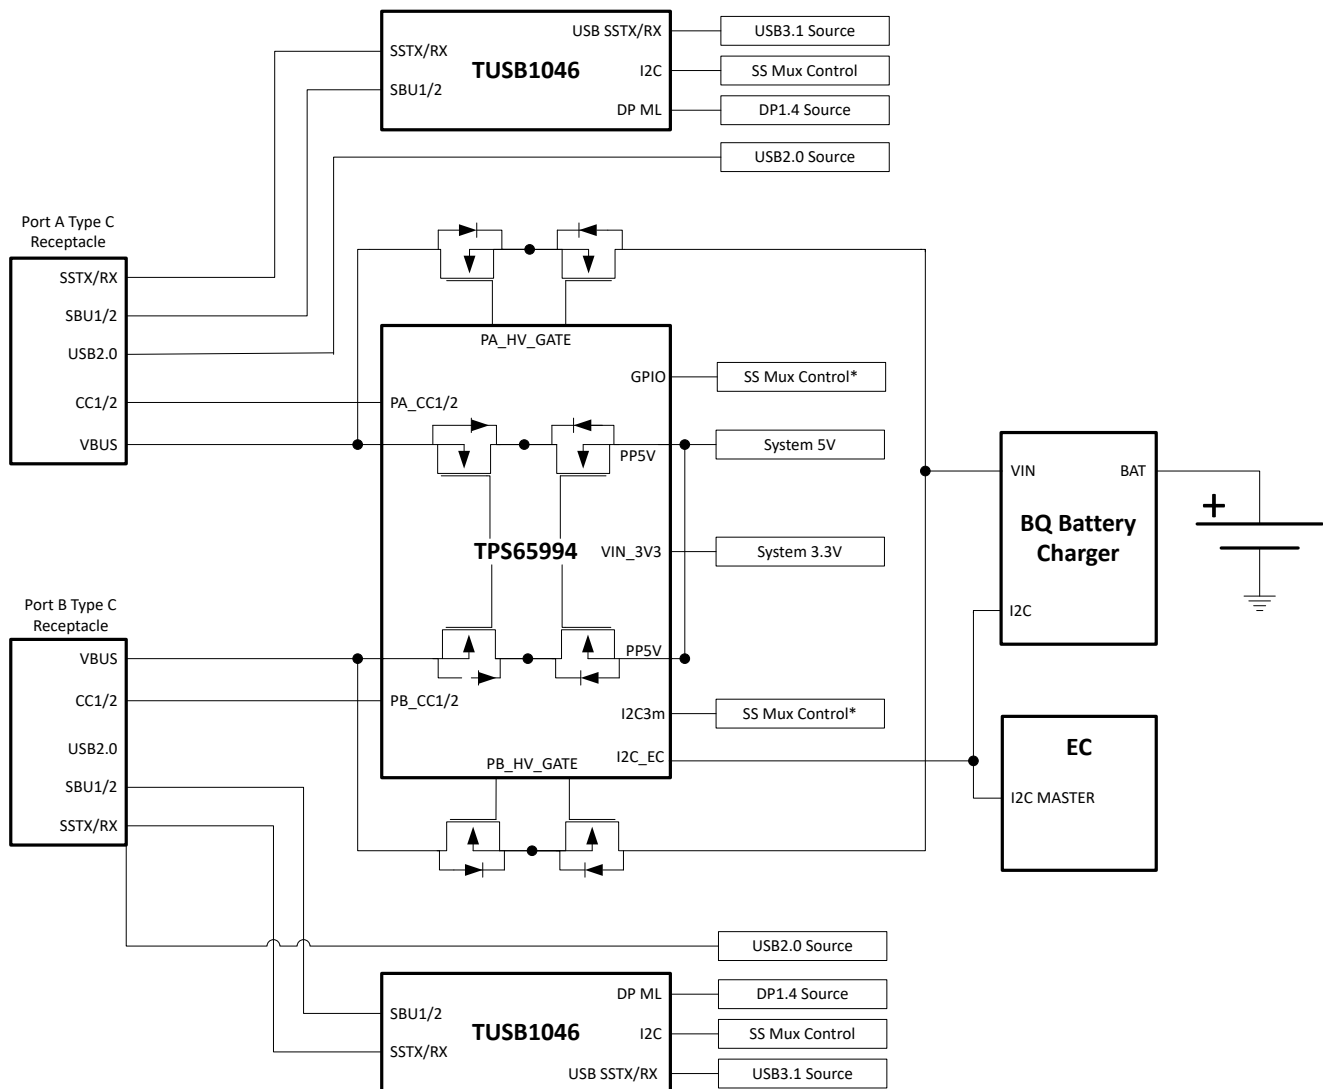 USB SSTX/RX
USB3.1 Source
SSTX/RX
TUSB1046
I2C
SS Mux Control
SBU1/2
DP ML
DP1.4 Source
USB2.0 Source
Port A Type C
Receptacle
SSTX/RX
SBU1/2
USB2.0
CC1/2
VBUS
PA_HV_GATE
GPIO
SS Mux Control*
PA_CC1/2
PP5V
System 5V
TPS65994
VIN_3V3
System 3.3V
VIN
BAT
BQ Battery
Charger
I2C
+
Port B Type C
Receptacle
VBUS
CC1/2
USB2.0
SBU1/2
SSTX/RX
PP5V
PB_CC1/2
I2C3m
SS Mux Control*
I2C_EC
PB_HV_GATE
EC
I2C MASTER
USB2.0 Source
DP ML
DP1.4 Source
SBU1/2
TUSB1046
I2C
SS Mux Control
SSTX/RX
USB SSTX/RX
USB3.1 Source